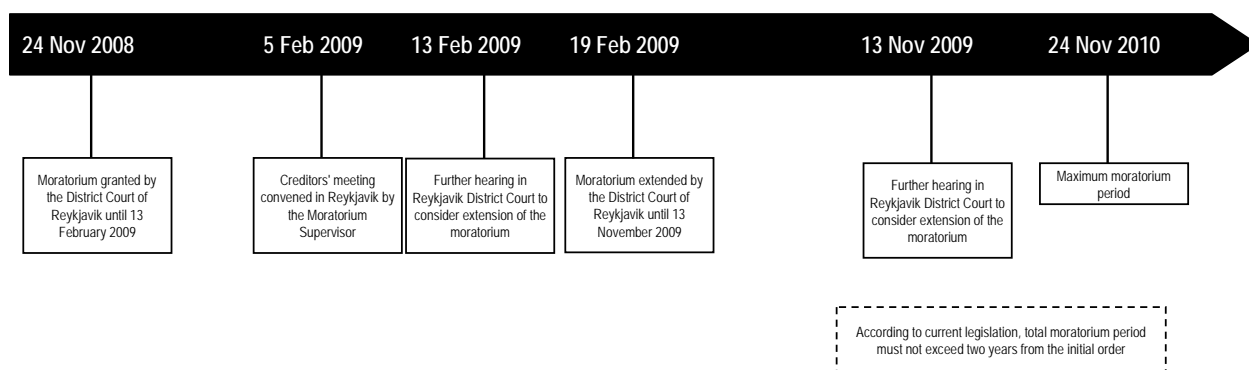 24 Nov 2008
5 Feb 2009
13 Feb 2009
19 Feb 2009
13 Nov 2009
24 Nov 2010
Moratorium granted by
the District Court of
Reykjavik until 13
February 2009
Creditors' meeting
convened in Reykjavik by
the Moratorium
Supervisor
Further hearing in
Reykjavik District Court to
consider extension of the
moratorium
Moratorium extended by
the District Court of
Reykjavik until 13
November 2009
Further hearing in
Reykjavik District Court to
consider extension of the
moratorium
Maximum moratorium
period
According to current legislation, total moratorium period
must not exceed two years from the initial order